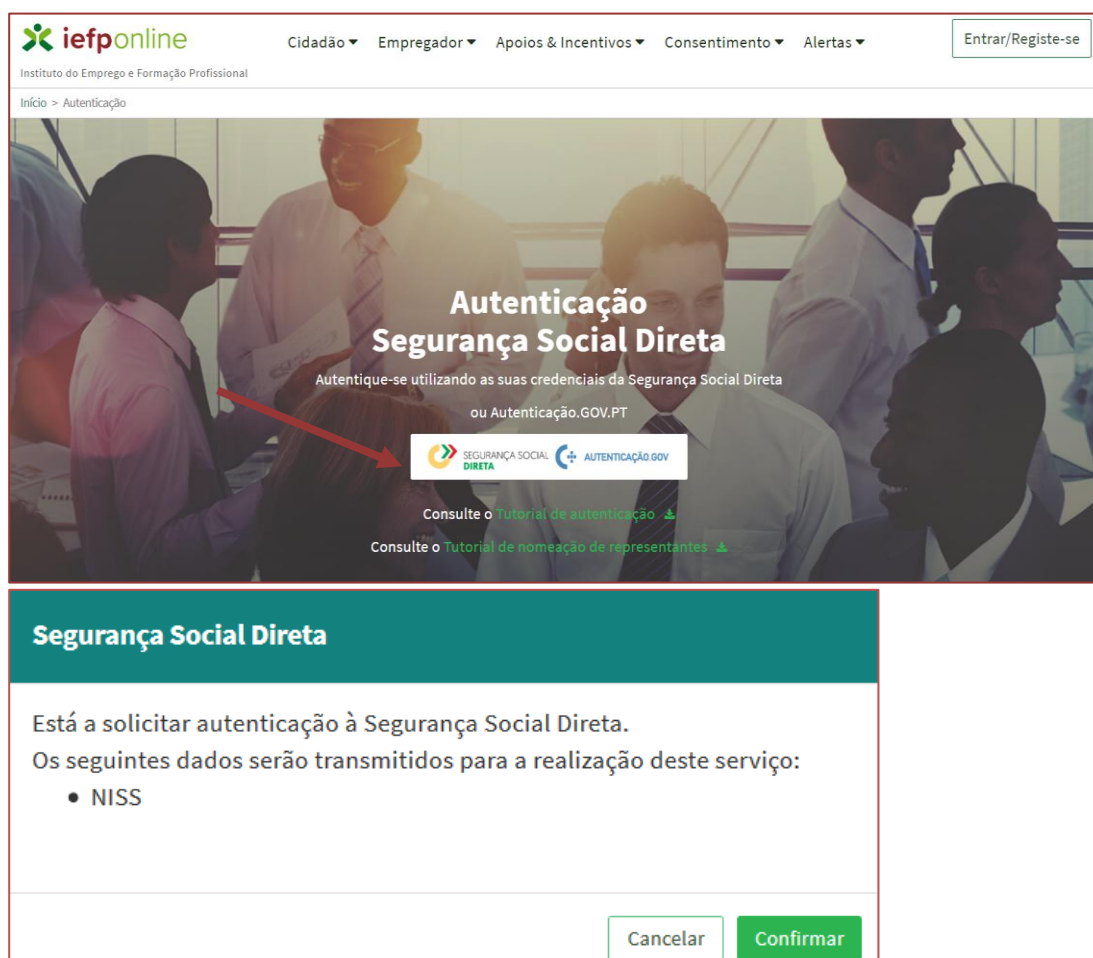 iefponline
Cidadão Empregador Apoios & Incentivos Consentimento Alertas Entrar/Registe-se
Instituto do Emprego e Formação Profissional
Início > Autenticação
Autenticação
Segurança Social Direta
Autentique-se utilizando as suas credenciais da Segurança Social Direta
ou Autenticação.GOV.PT
SEGURANÇA SOCIAL
DIRETA
AUTENTICAÇÃO.GOV
Consulte o Tutorial de autenticação
Consulte o Tutorial de nomeação de representantes
Segurança Social Direta
Está a solicitar autenticação à Segurança Social Direta.
Os seguintes dados serão transmitidos para a realização deste serviço:
• NISS
Cancelar Confirmar